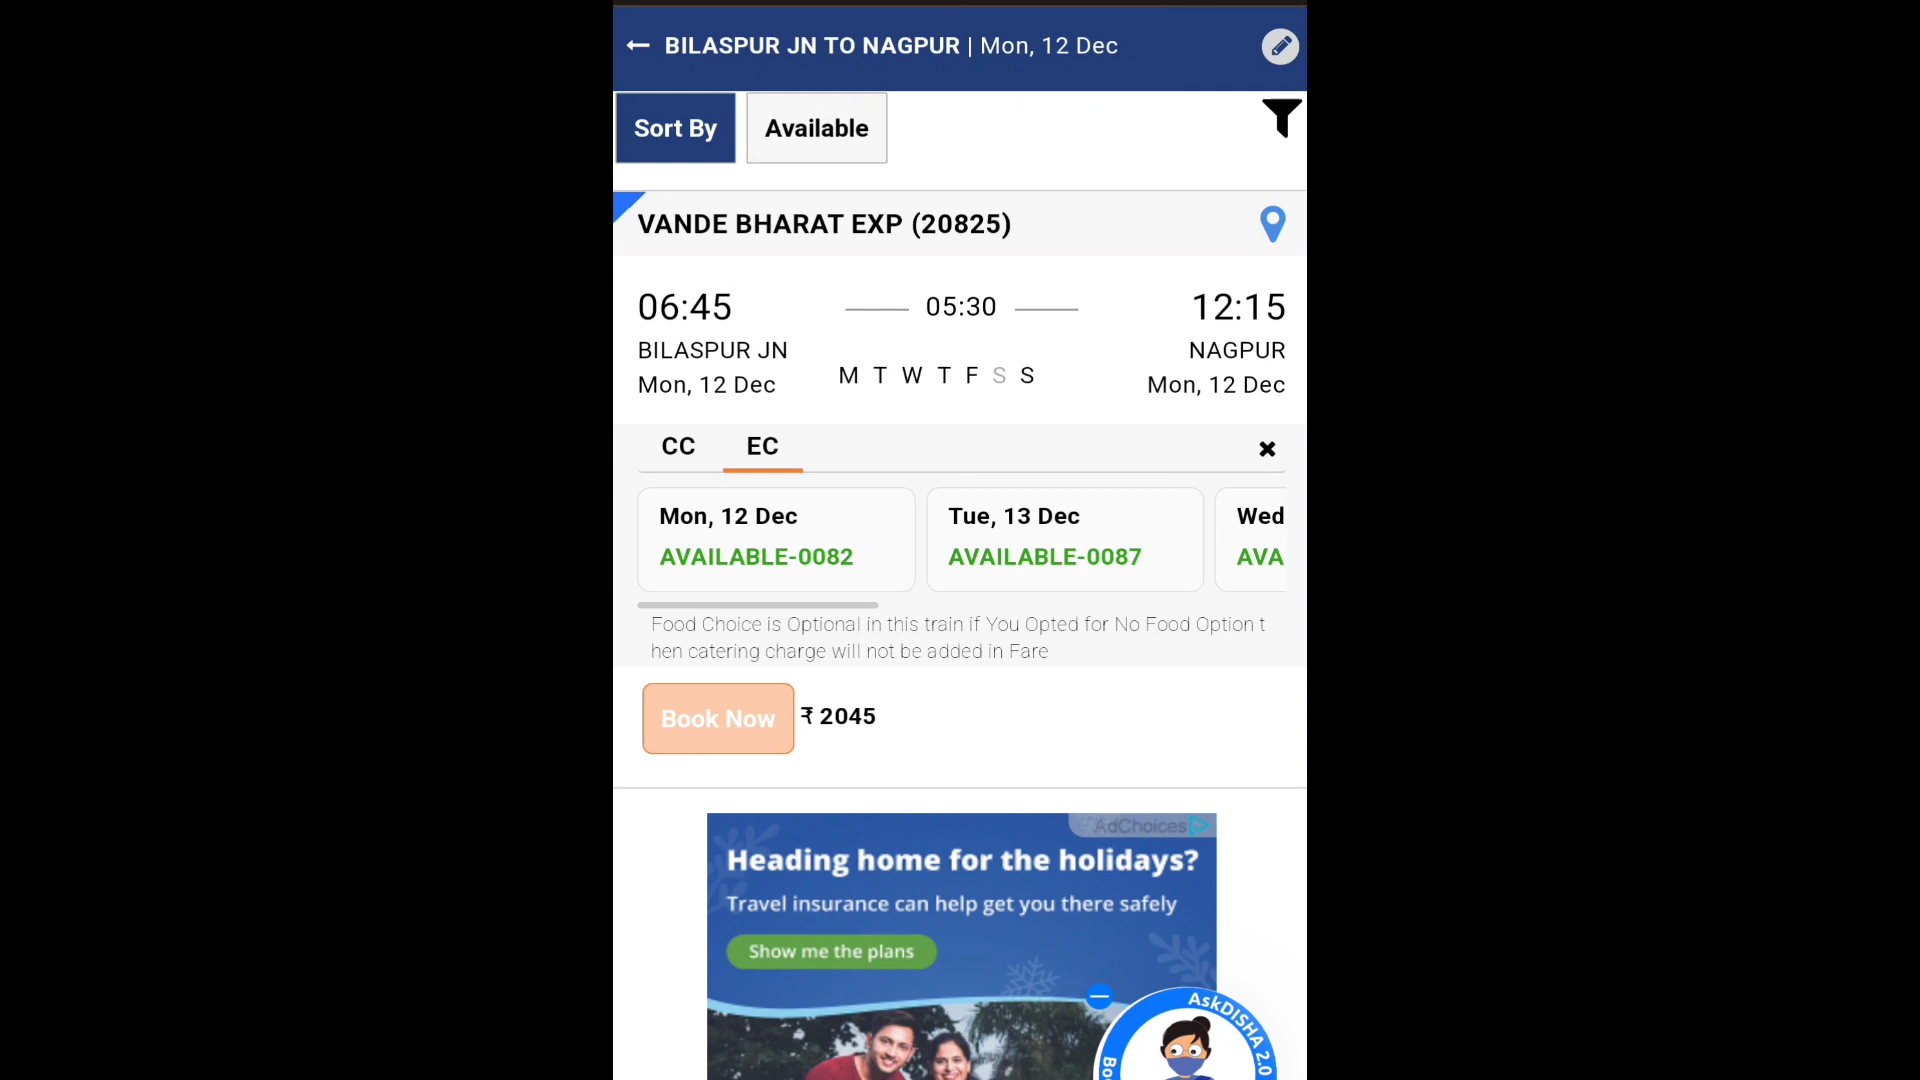 BILASPUR JN TO NAGPUR | Mon, 12 Dec
Sort By
Available
VANDE BHARAT EXP (20825)
06:45
05:30
12:15
BILASPUR JN
NAGPUR
Mon, 12 Dec
M T W T F S S
Mon, 12 Dec
CC
EC
Mon, 12 Dec
Tue, 13 Dec
Wed
AVAILABLE-0082
AVAILABLE-0087
AVA
Food Choice is Optional in this train if You Opted for No Food Option t
hen catering charge will not be added in Fare
Book Now
₹ 2045
AdChoices
Heading home for the holidays?
Travel insurance can help get you there safely
Show me the plans
AskDISHA 2.0
Bo